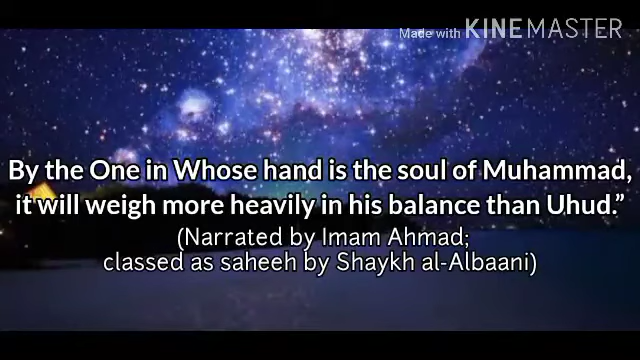 Made with KINEMASTER
By the One in Whose hand is the soul of Muhammad,
it will weigh more heavily in his balance than Uhud.”
(Narrated by Imam Ahmad;
classed as saheeh by Shaykh al-Albaani)